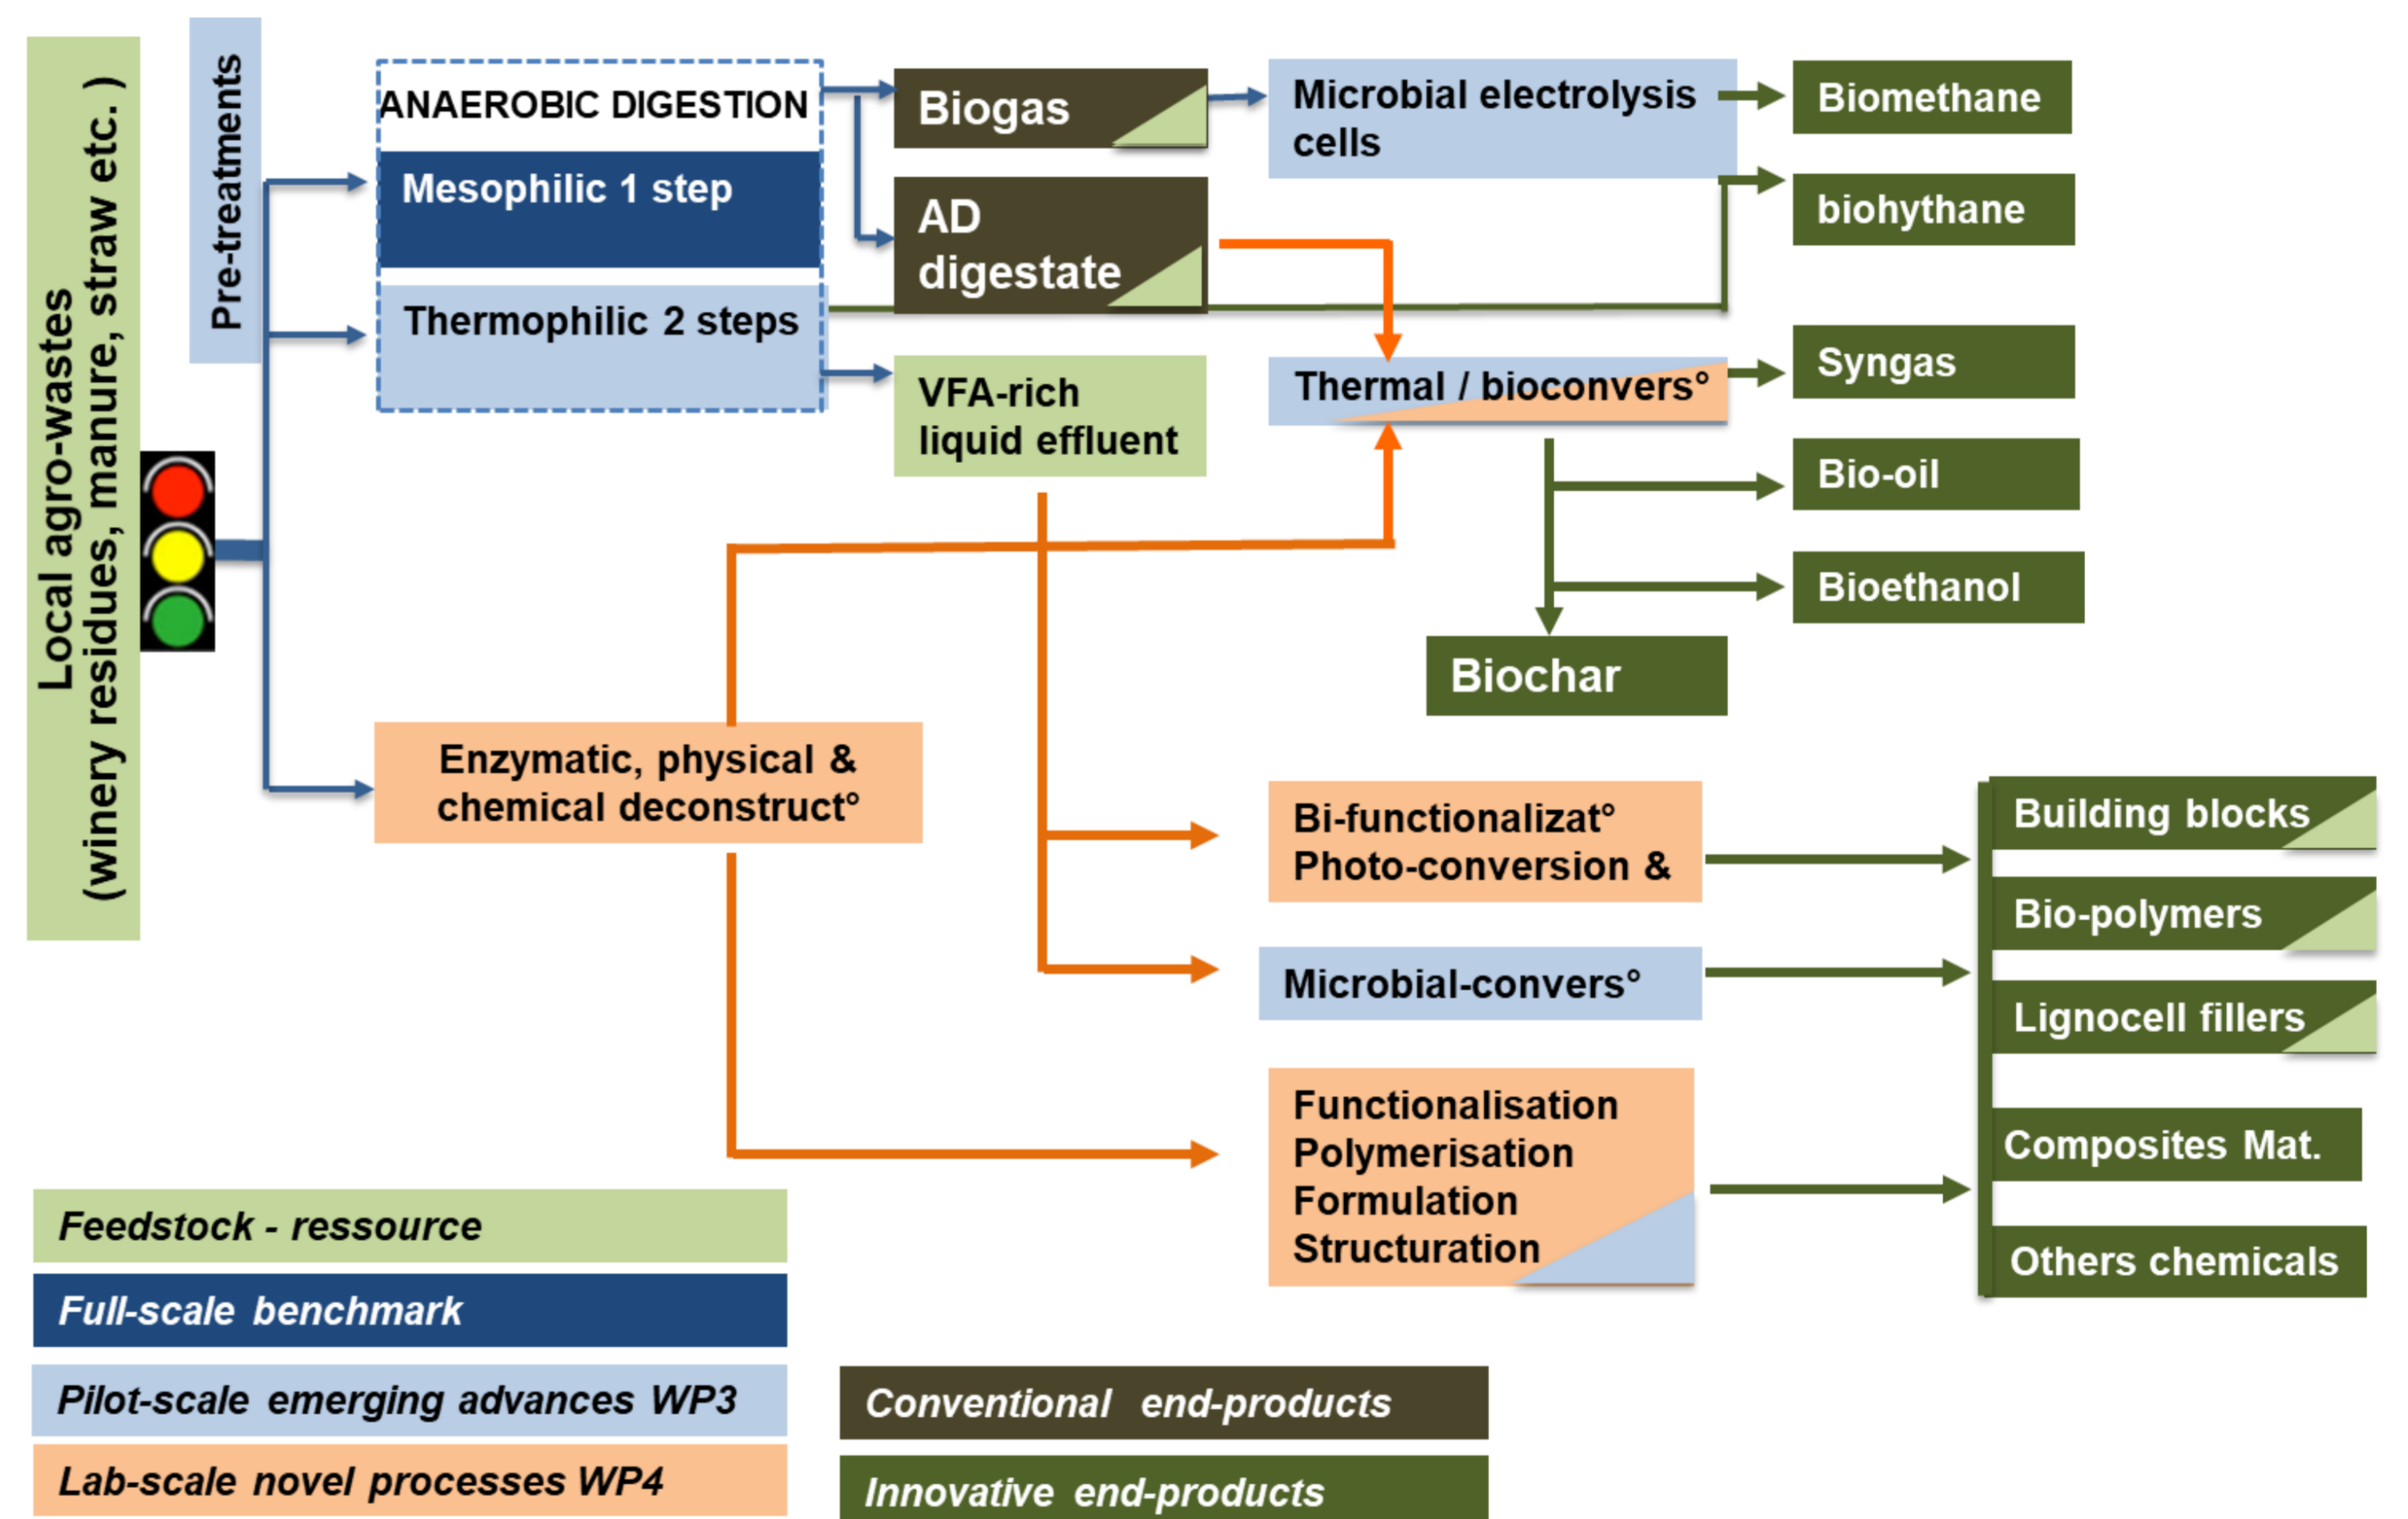 Local agro-wastes
(winery residues, manure, straw etc. )
Pre-treatments
ANAEROBIC DIGESTION
Mesophilic 1 step
Thermophilic 2 steps
Biogas
AD
digestate
VFA-rich
liquid effluent
Microbial electrolysis
cells
Thermal / bioconvers°
Biomethane
biohythane
Syngas
Bio-oil
Bioethanol
Biochar
Enzymatic, physical &
chemical deconstruct°
Bi-functionalizat°
Photo-conversion &
Microbial-convers°
Functionalisation
Polymerisation
Formulation
Structuration
Building blocks
Bio-polymers
Lignocell fillers
Composites Mat.
Others chemicals
Feedstock - ressource
Full-scale benchmark
Pilot-scale emerging advances WP3
Lab-scale novel processes WP4
Conventional end-products
Innovative end-products